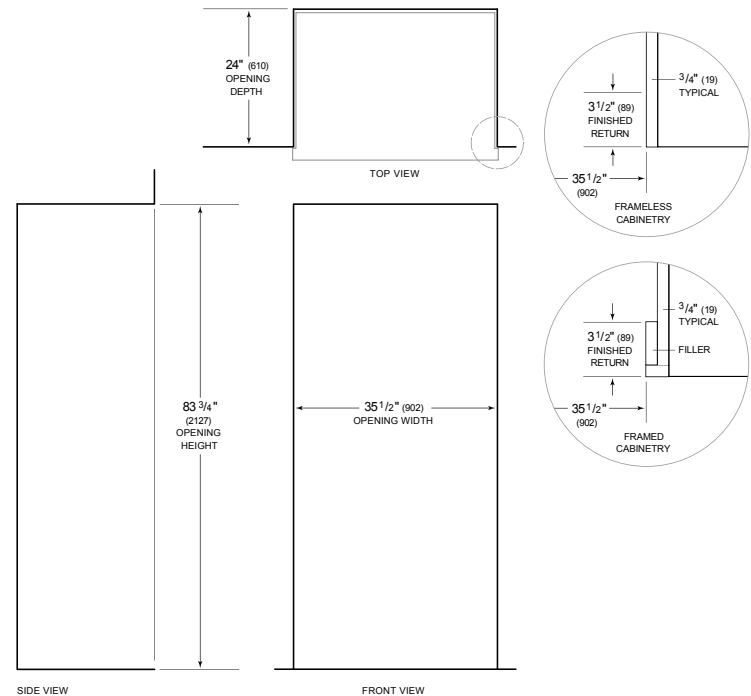 24" (610)
OPENING
DEPTH
TOP VIEW
3/4" (19)
TYPICAL
3 1/2" (89)
FINISHED
RETURN
35 1/2"
(902)
FRAMELESS
CABINETRY
3/4" (19)
TYPICAL
3 1/2" (89)
FINISHED
RETURN
FILLER
35 1/2"
(902)
FRAMED
CABINETRY
83 3/4"
(2127)
OPENING
HEIGHT
35 1/2" (902)
OPENING WIDTH
SIDE VIEW
FRONT VIEW